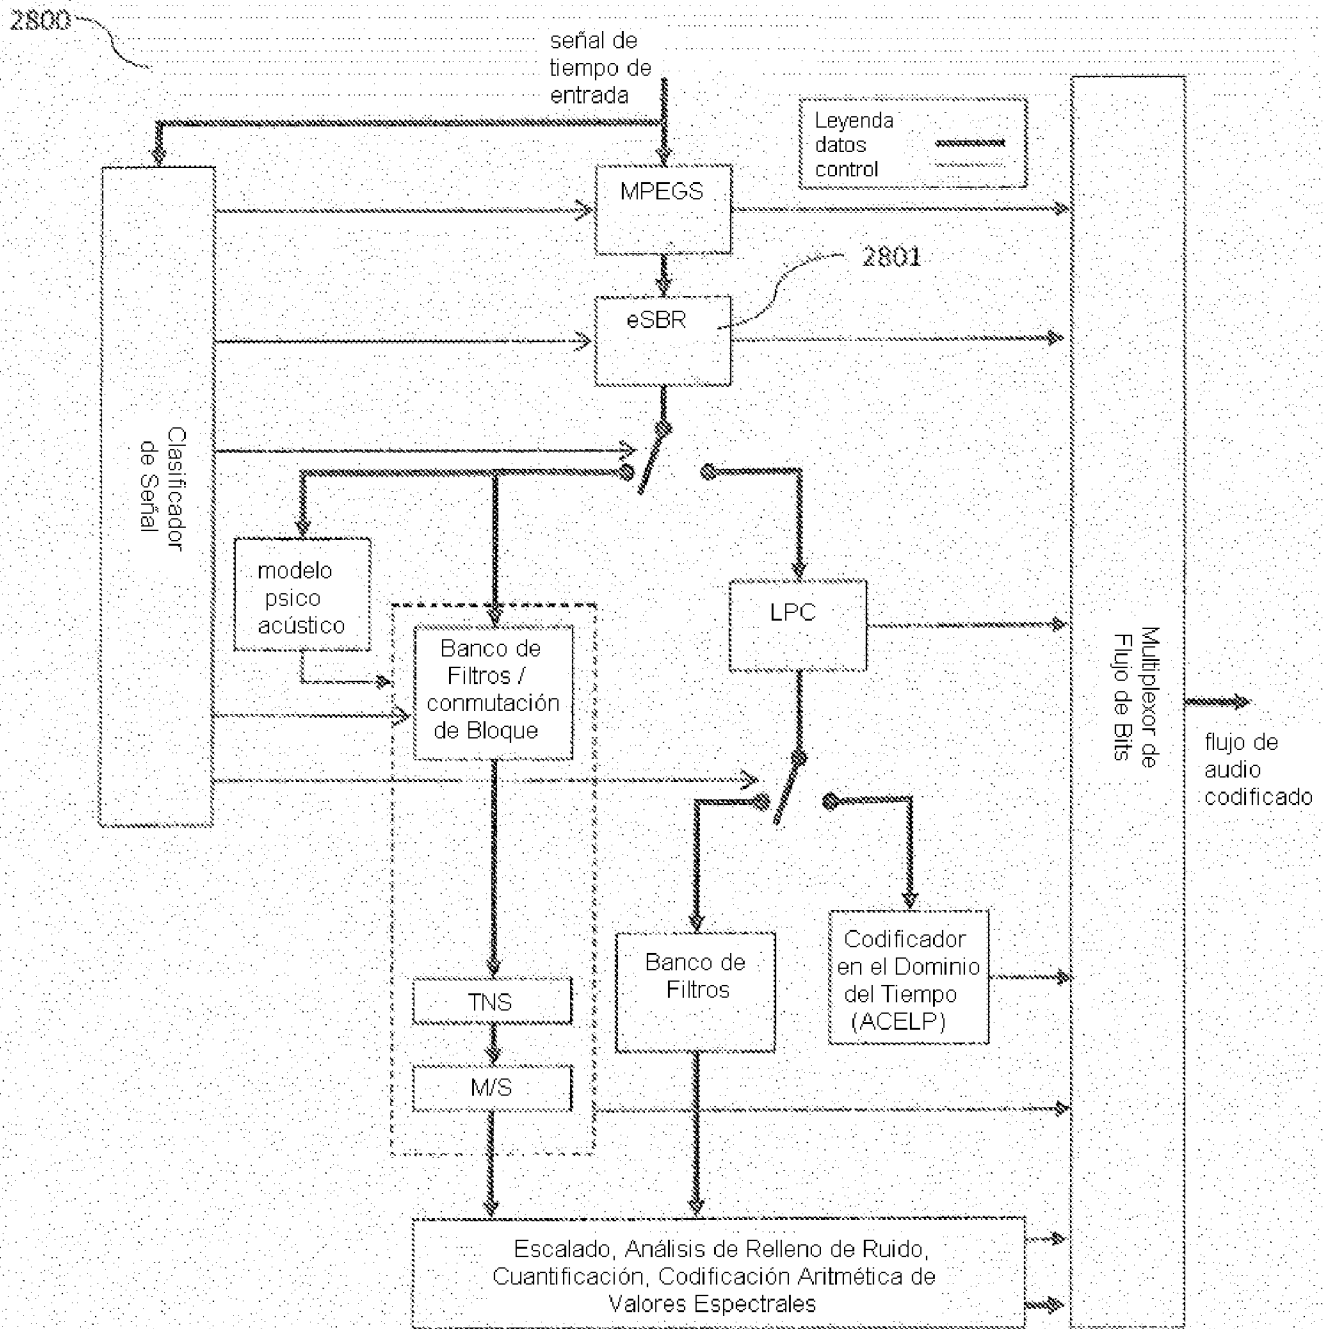 2800
señal de
tiempo de
entrada
Leyenda
datos
control
MPEGS
2801
eSBR
Clasificador
de Señal
modelo
psico
acústico
LPC
Banco de
Filtros /
conmutación
de Bloque
Multiplexor de
Flujo de Bits
flujo de
audio
codificado
Codificador
en el Dominio
del Tiempo
(ACELP)
Banco de
Filtros
TNS
M/S
Escalado, Análisis de Relleno de Ruido,
Cuantificación, Codificación Aritmética de
Valores Espectrales